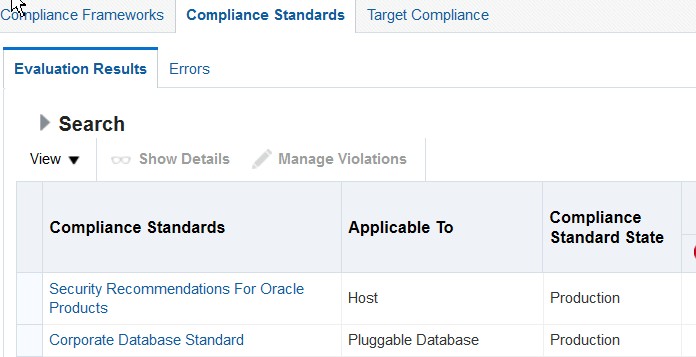 Compliance Frameworks Compliance Standards Target Compliance
Evaluation Results Errors
Search
View Show Details Manage Violations
Compliance Standards Applicable To Compliance Standard State
Security Recommendations For Oracle Products Host Production
Corporate Database Standard Pluggable Database Production